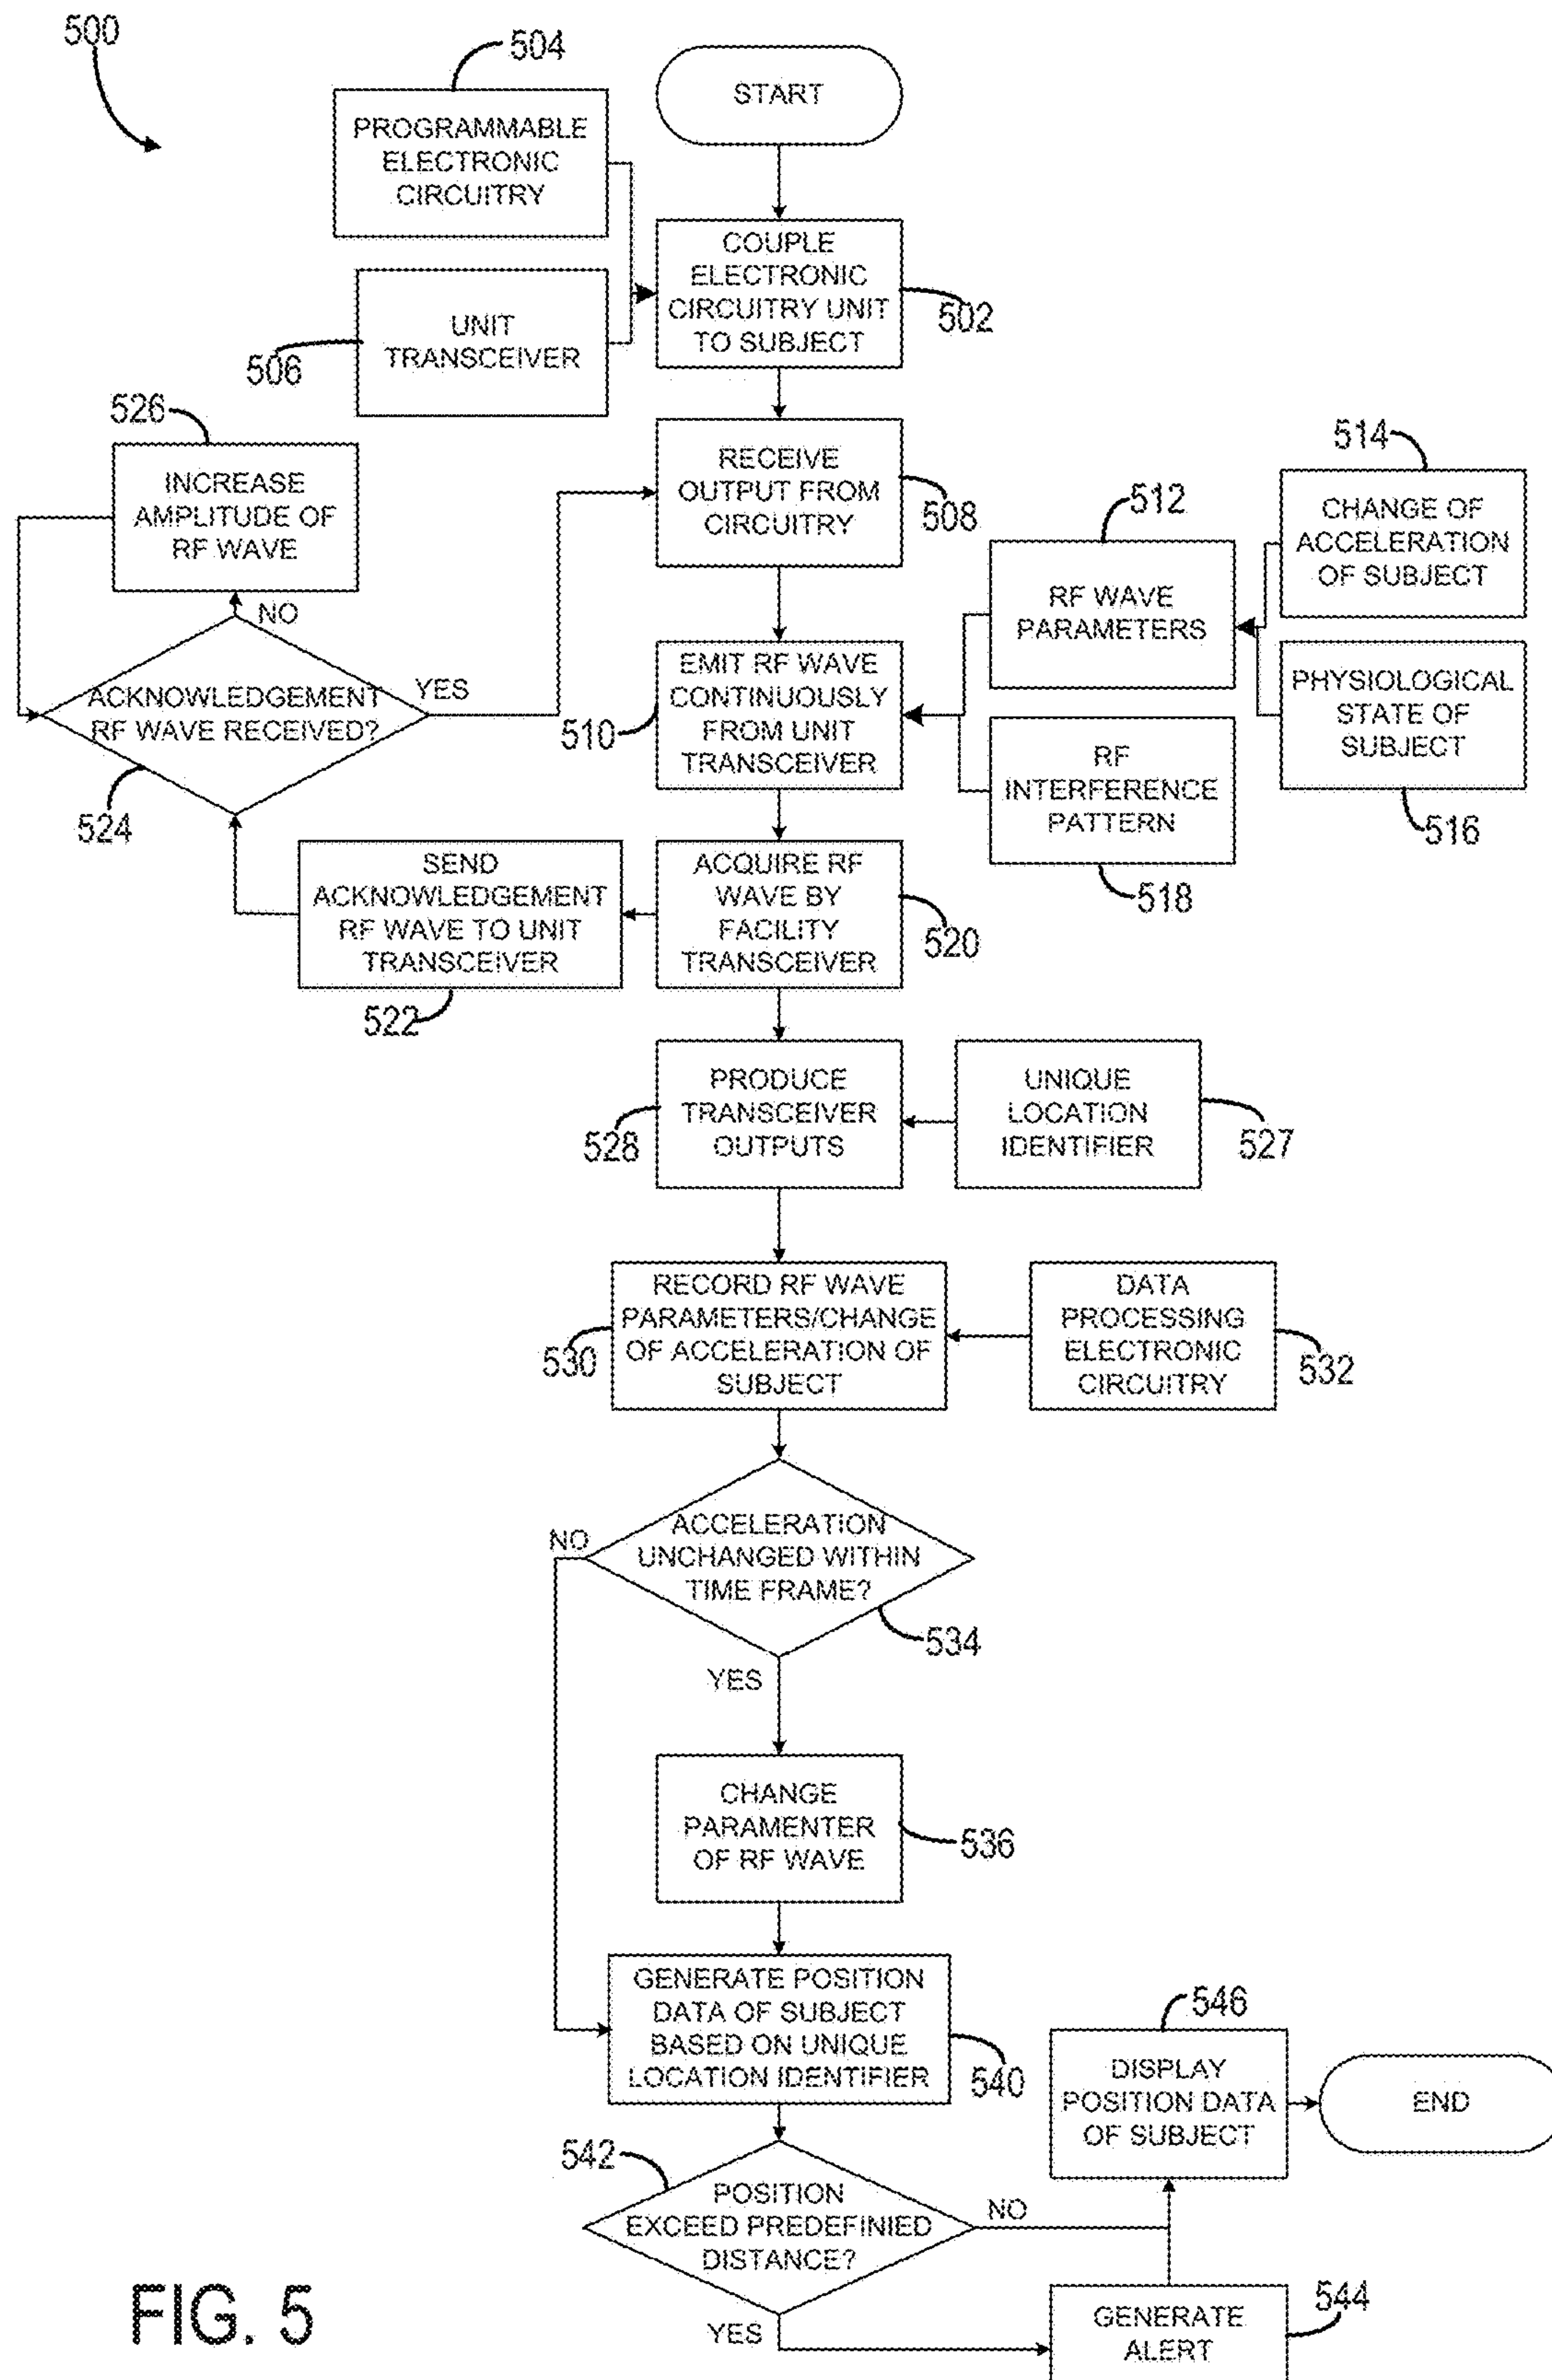 500
504
START
PROGRAMMABLE
ELECTRONIC
CIRCUITRY
COUPLE
ELECTRONIC
CIRCUITRY UNIT
TO SUBJECT
502
UNIT
TRANSCEIVER
506
526
INCREASE
AMPLITUDE OF
RF WAVE
NO
RECEIVE
OUTPUT FROM
CIRCUITRY
508
512
514
CHANGE OF
ACCELERATION
OF SUBJECT
RF WAVE
PARAMETERS
ACKNOWLEDGEMENT
RF WAVE RECEIVED?
YES
524
EMIT RF WAVE
CONTINUOUSLY
FROM UNIT
TRANSCEIVER
510
PHYSIOLOGICAL
STATE OF
SUBJECT
516
RF
INTERFERENCE
PATTERN
518
SEND
ACKNOWLEDGEMENT
RF WAVE TO UNIT
TRANSCEIVER
522
ACQUIRE RF
WAVE BY
FACILITY
TRANSCEIVER
520
PRODUCE
TRANSCEIVER
OUTPUTS
528
UNIQUE
LOCATION
IDENTIFIER
527
RECORD RF WAVE
PARAMETERS/CHANGE
OF ACCELERATION OF
SUBJECT
530
DATA
PROCESSING
ELECTRONIC
CIRCUITRY
532
NO
ACCELERATION
UNCHANGED WITHIN
TIME FRAME?
534
YES
CHANGE
PARAMENTER
OF RF WAVE
536
GENERATE POSITION
DATA OF SUBJECT
BASED ON UNIQUE
LOCATION IDENTIFIER
540
546
DISPLAY
POSITION DATA
OF SUBJECT
END
542
POSITION
EXCEED PREDEFINIED
DISTANCE?
NO
YES
GENERATE
ALERT
544
FIG. 5